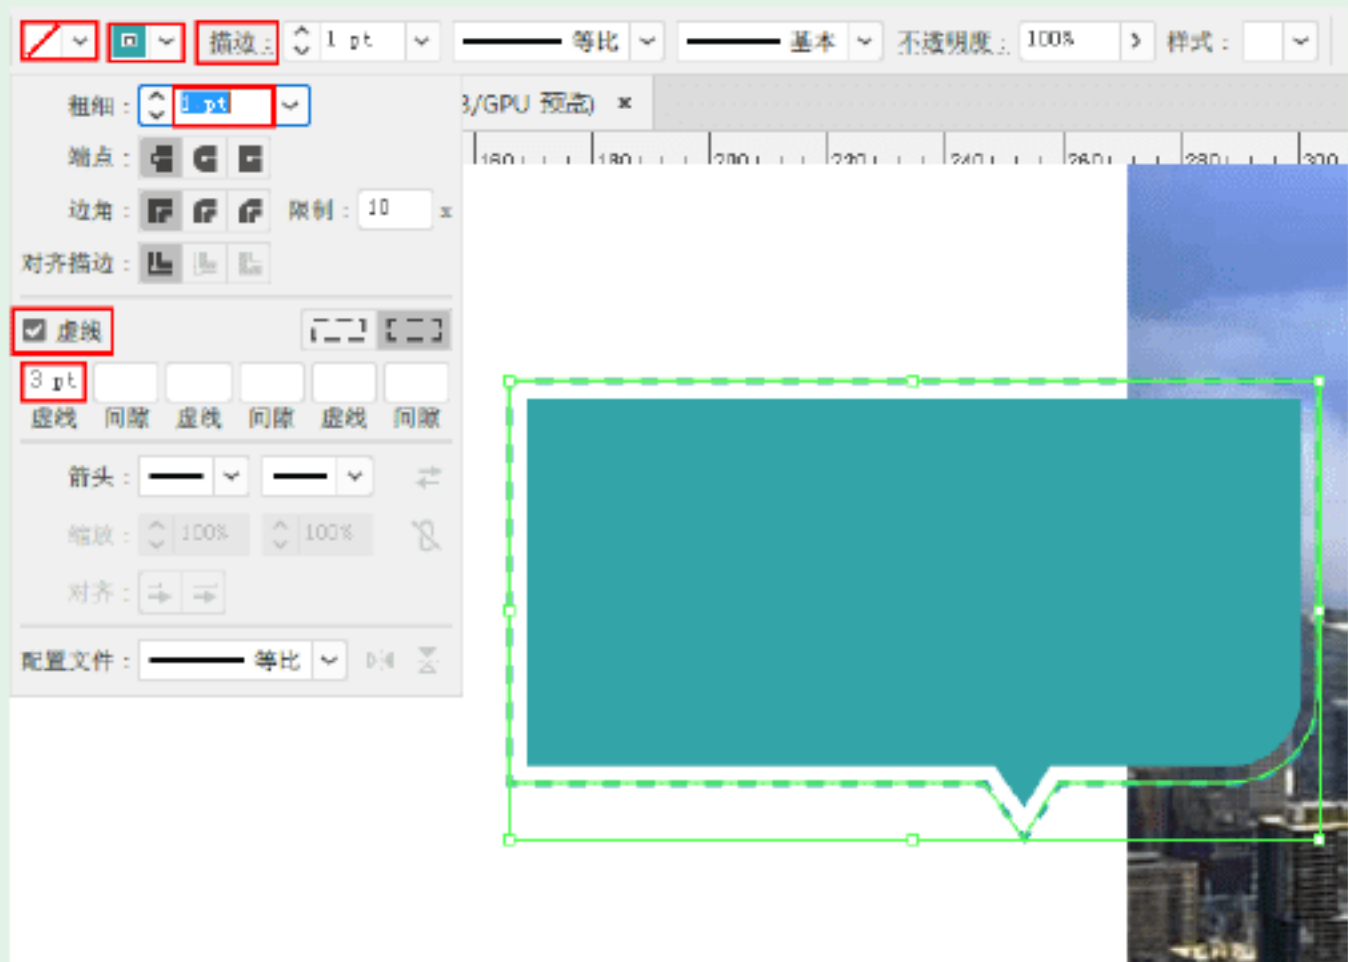 描边： 1 pt 等比 基本 不透明度： 100% 样式：
粗细： 1 pt
3/GPU 预览) ×
端点：
160 180 200 220 240 260 280 300
边角： 限制： 10 x
对齐描边：
虚线
3 pt
虚线 间隙 虚线 间隙 虚线 间隙
箭头：
缩放： 100% 100%
对齐：
配置文件： 等比